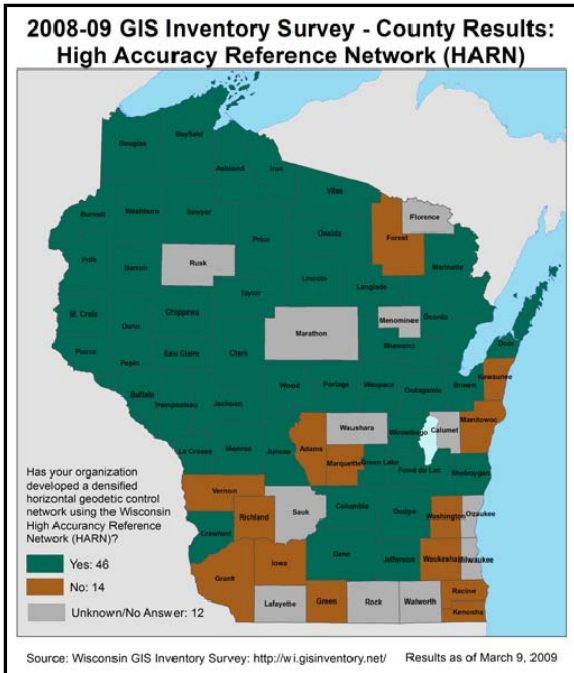 2008-09 GIS Inventory Survey - County Results:
High Accuracy Reference Network (HARN)
Douglas
Bayfield
Ashland
Iron
Vilas
Florence
Burnett
Washburn
Sawyer
Forest
Price
Oneida
Polk
Barron
Rusk
Marinette
Lincoln
Langlade
Taylor
Menominee
Oconto
St. Croix
Dunn
Chippewa
Marathon
Door
Shawano
Pierce
Pepin
Eau Claire
Clark
Kewaunee
Buffalo
Wood
Portage
Waupaca
Outagamie
Brown
Trempealeau
Jackson
Manitowoc
Waushara
Winnebago
Calumet
La Crosse
Monroe
Juneau
Adams
Marquette
Green Lake
Fond du Lac
Sheboygan
Vernon
Richland
Sauk
Columbia
Dodge
Washington
Ozaukee
Crawford
Dane
Jefferson
Waukesha
Milwaukee
Grant
Iowa
Lafayette
Green
Rock
Walworth
Racine
Kenosha
Has your organization
developed a densified
horizontal geodetic control
network using the Wisconsin
High Accurancy Reference
Network (HARN)?
Yes: 46
No: 14
Unknown/No Answer: 12
Source: Wisconsin GIS Inventory Survey: http://wi.gisinventory.net/ Results as of March 9, 2009